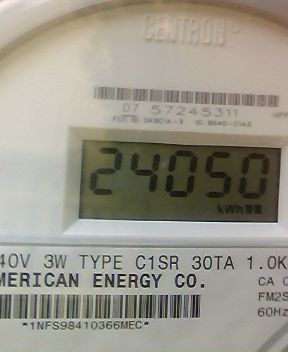 CENTRON®
07 57245311
24050
kWh
40V 3W TYPE C1SR 30TA 1.0K
MERICAN ENERGY CO.
CA
FM2S
60Hz
*1NFS98410366MEC*